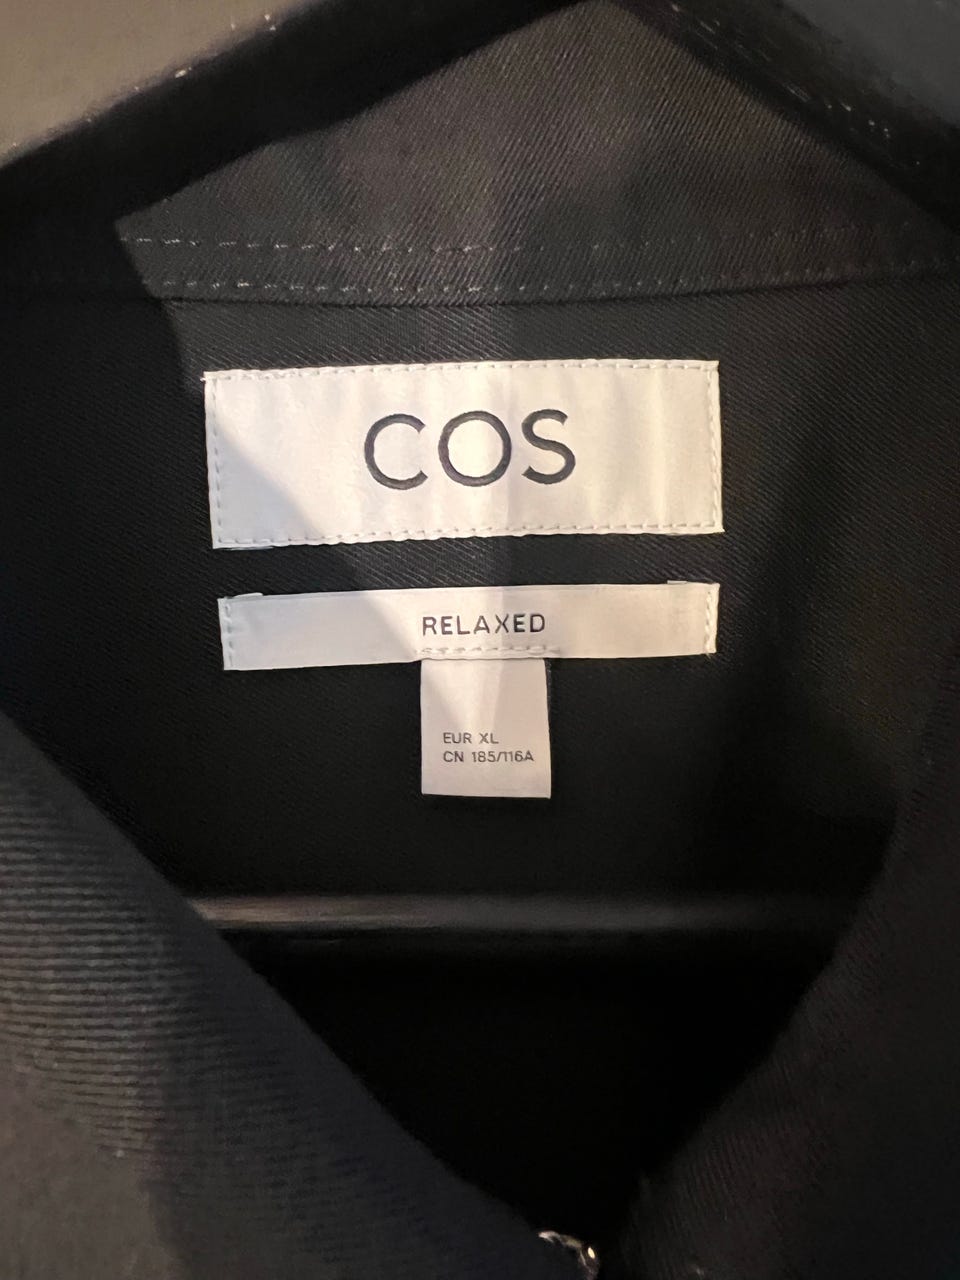 COS
RELAXED
EUR XL
CN 185/116A